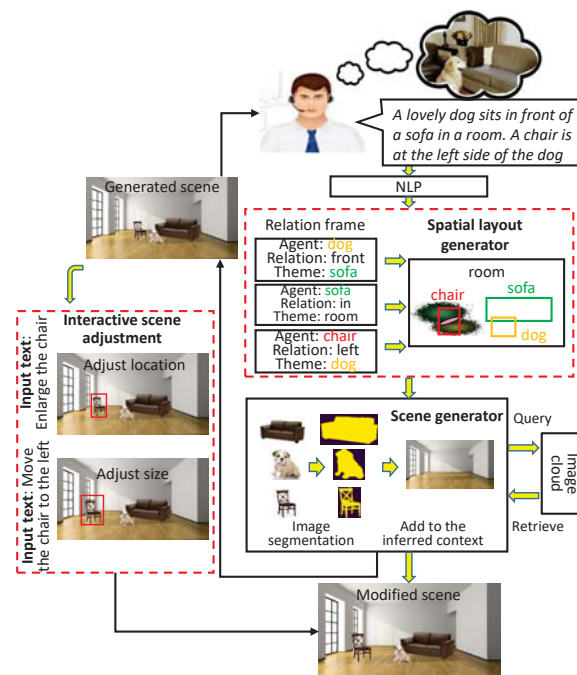 A lovely dog sits in front of
a sofa in a room. A chair
is at the left side of the dog
NLP
Generated scene
Relation frame
Agent: dog
Relation: front
Theme: sofa
Agent: sofa
Relation: in
Theme: room
Agent: chair
Relation: left
Theme: dog
Spatial layout
generator
room
chair
sofa
dog
Interactive scene
adjustment
Input text:
Enlarge the chair
Adjust location
Input text: Move
the chair to the left
Adjust size
Scene generator
Image
segmentation
Add to the
inferred context
Query
Image
cloud
Retrieve
Modified scene